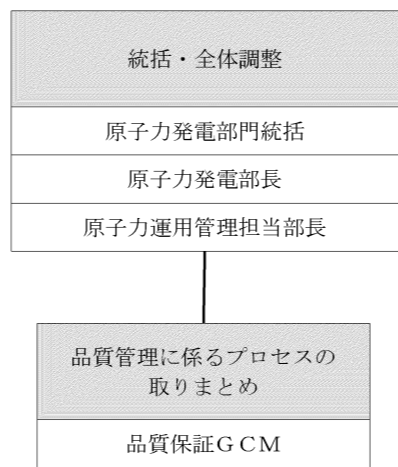 統括・全体調整
原子力発電部門統括
原子力発電部長
原子力運用管理担当部長
品質管理に係るプロセスの
取りまとめ
品質保証ＧＣＭ